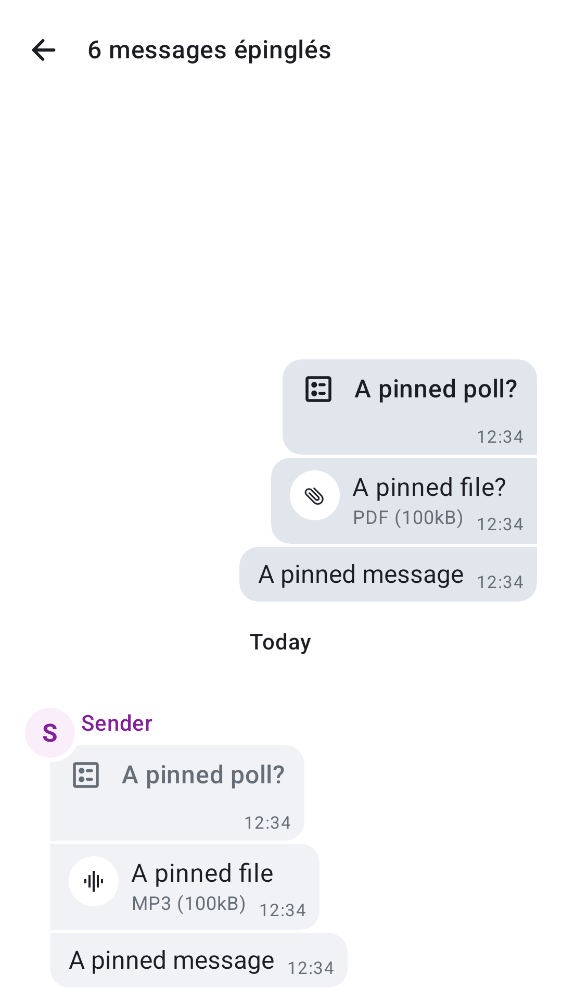 6 messages épinglés
A pinned poll?
12:34
A pinned file?
PDF (100kB) 12:34
A pinned message 12:34
Today
S Sender
A pinned poll?
12:34
A pinned file
MP3 (100kB) 12:34
A pinned message 12:34